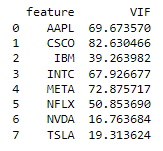 feature VIF
0 AAPL 69.673570
1 CSCO 82.630466
2 IBM 39.263982
3 INTC 67.926677
4 META 72.875717
5 NFLX 50.853690
6 NVDA 16.763684
7 TSLA 19.313624